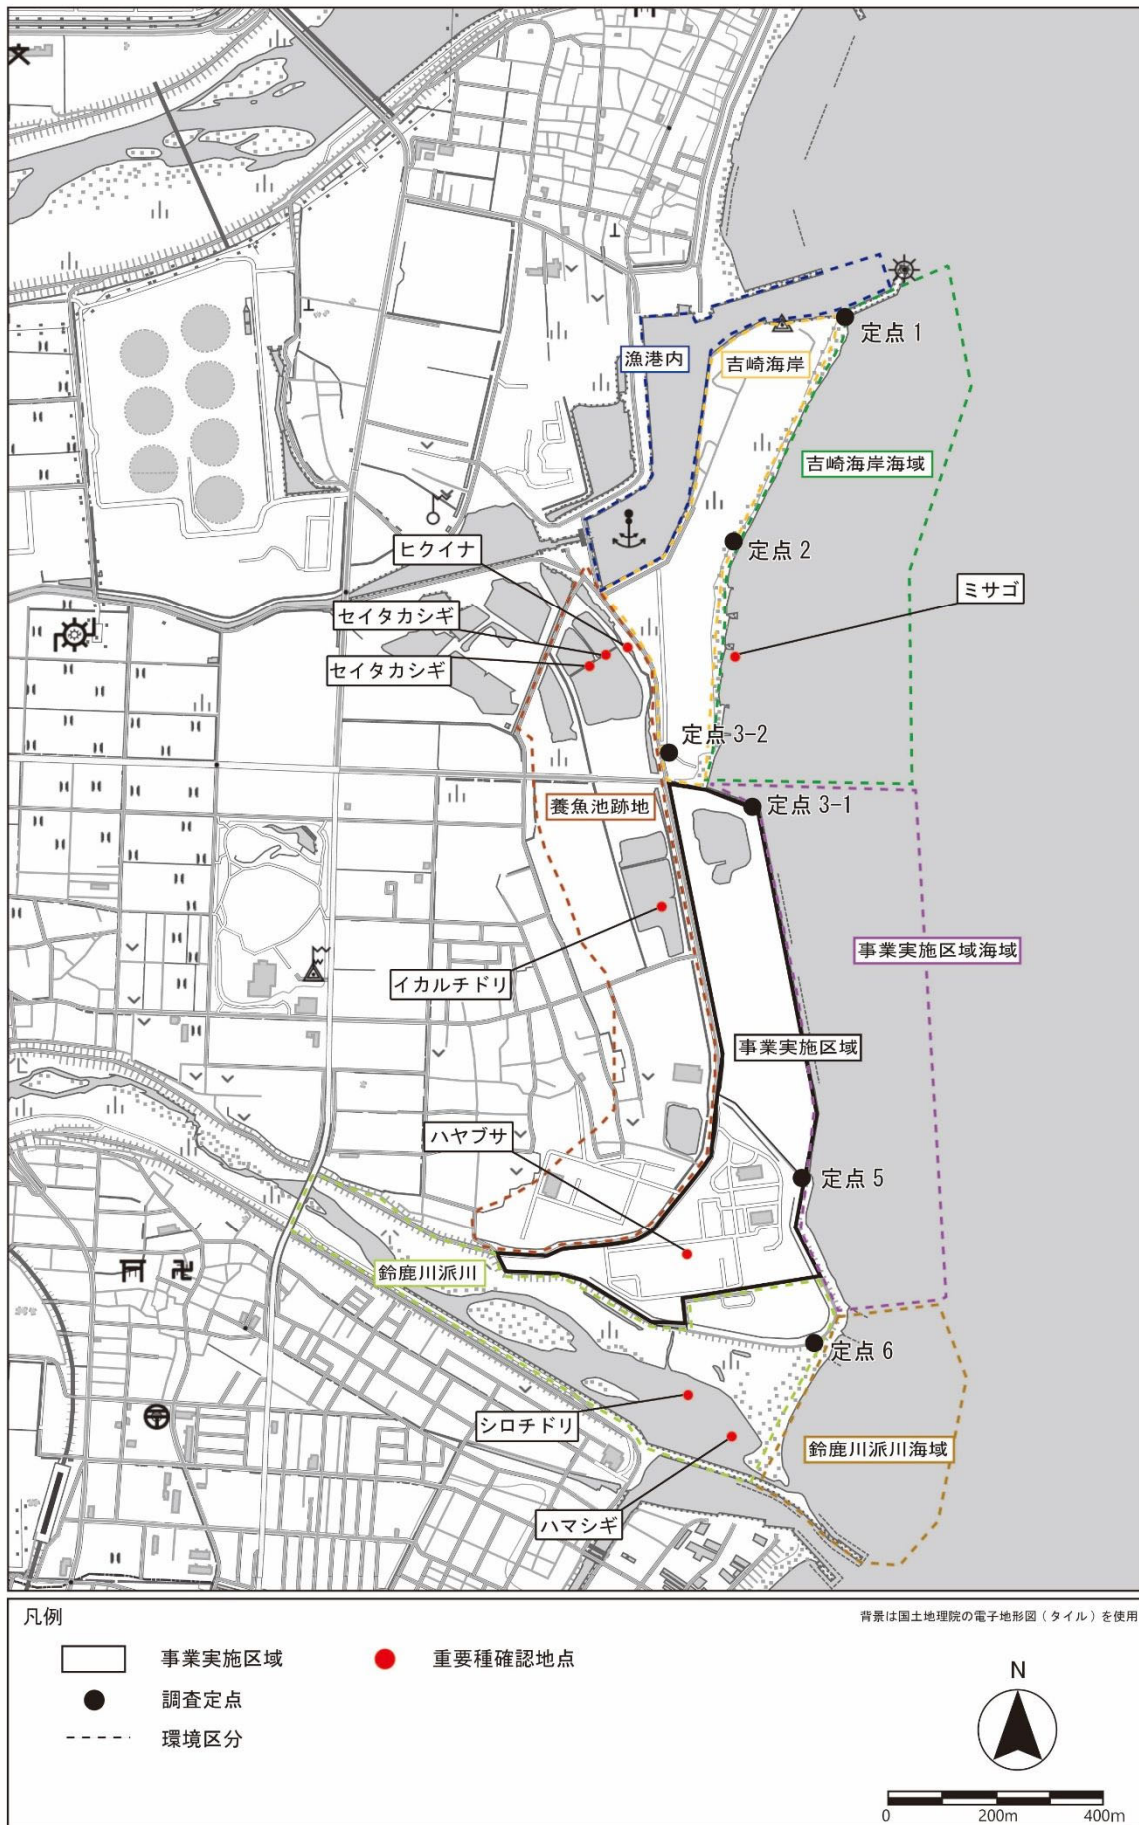 定点 1
漁港内
吉崎海岸
吉崎海岸海域
定点 2
ヒクイナ
ミサゴ
セイタカシギ
セイタカシギ
定点 3-2
養魚池跡地
定点 3-1
事業実施区域海域
イカルチドリ
事業実施区域
ハヤブサ
定点 5
鈴鹿川派川
定点 6
シロチドリ
鈴鹿川派川海域
ハマシギ
凡例
背景は国土地理院の電子地形図（タイル）を使用
事業実施区域
重要種確認地点
調査定点
環境区分
N
0 200m 400m